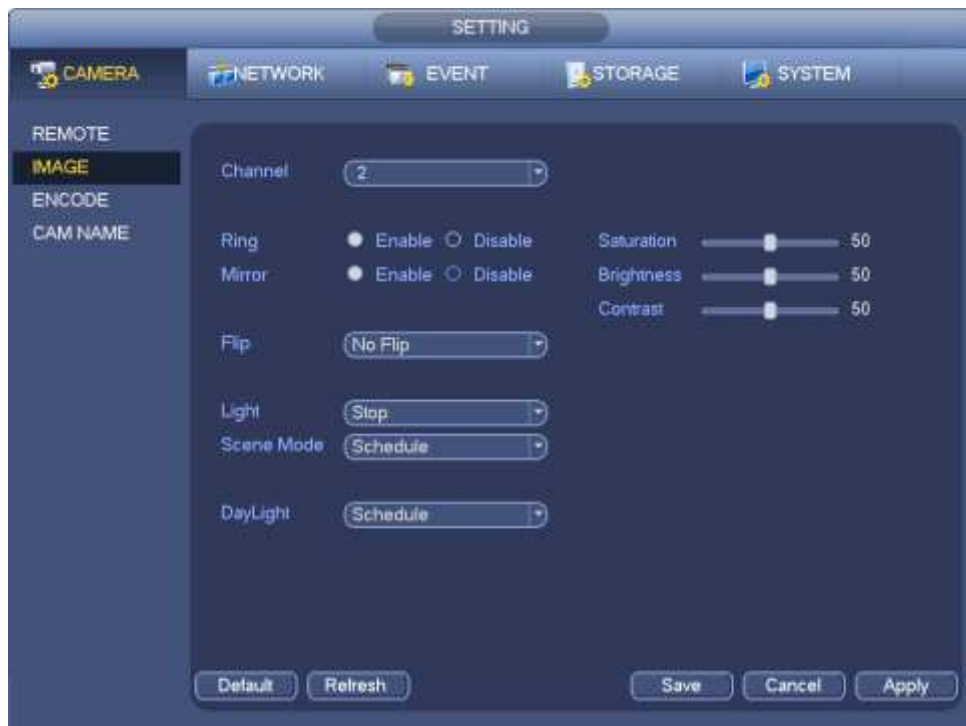 SETTING
CAMERA NETWORK EVENT STORAGE SYSTEM
REMOTE
IMAGE
ENCODE
CAM NAME
Channel 2
Ring Enable Disable Saturation 50
Mirror Enable Disable Brightness 50
Contrast 50
Flip No Flip
Light Stop
Scene Mode Schedule
DayLight Schedule
Default Refresh Save Cancel Apply